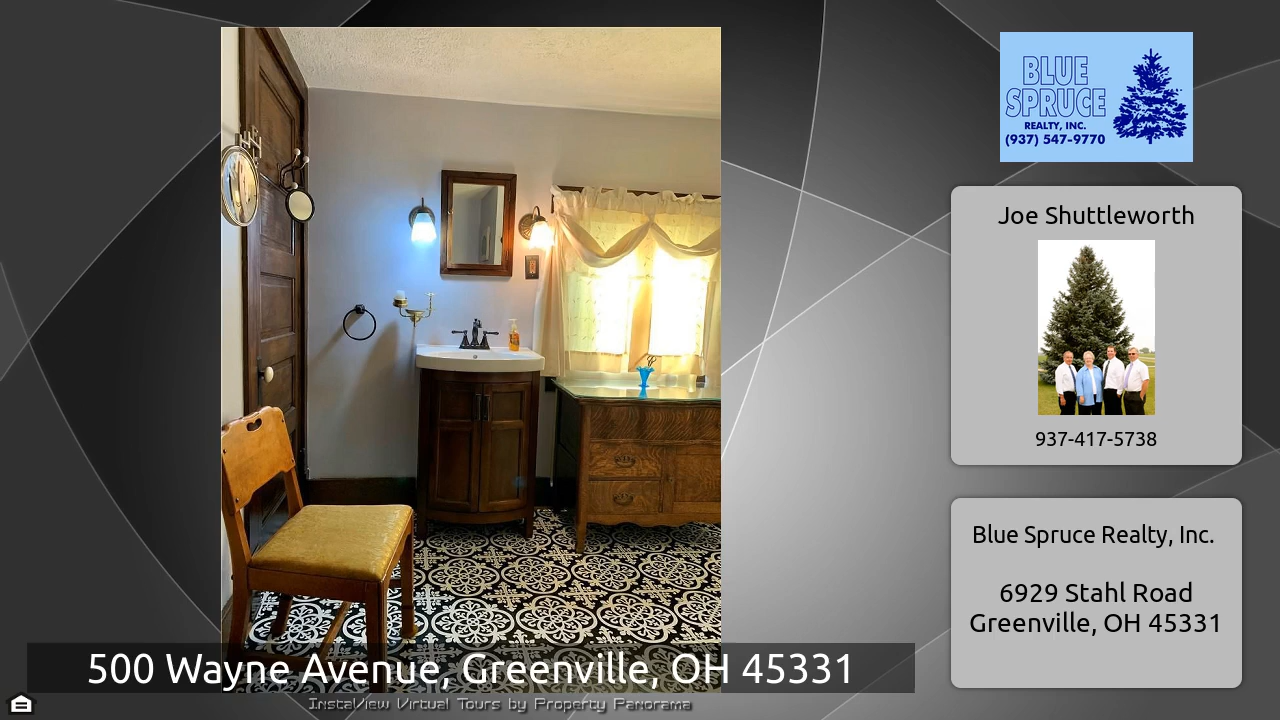 BLUE
SPRUCE
REALTY, INC.
(937) 547-9770
Joe Shuttleworth
937-417-5738
Blue Spruce Realty, Inc.
6929 Stahl Road
Greenville, OH 45331
500 Wayne Avenue, Greenville, OH 45331
InstaView Virtual Tours by Property Panorama